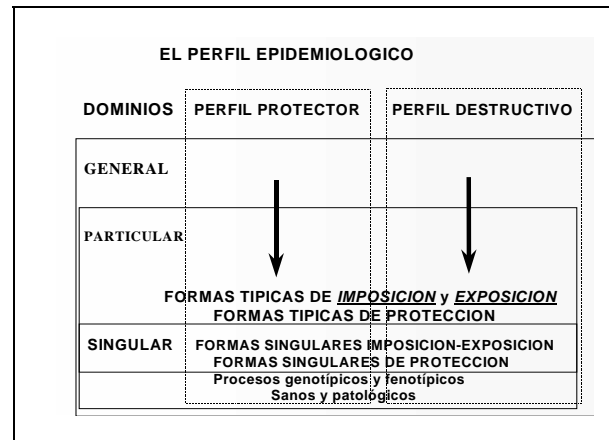 EL PERFIL EPIDEMIOLOGICO
DOMINIOS PERFIL PROTECTOR PERFIL DESTRUCTIVO
GENERAL
PARTICULAR
FORMAS TIPICAS DE IMPOSICION y EXPOSICION
FORMAS TIPICAS DE PROTECCION
SINGULAR FORMAS SINGULARES IMPOSICION-EXPOSICION
FORMAS SINGULARES DE PROTECCION
Procesos genotípicos y fenotípicos
Sanos y patológicos